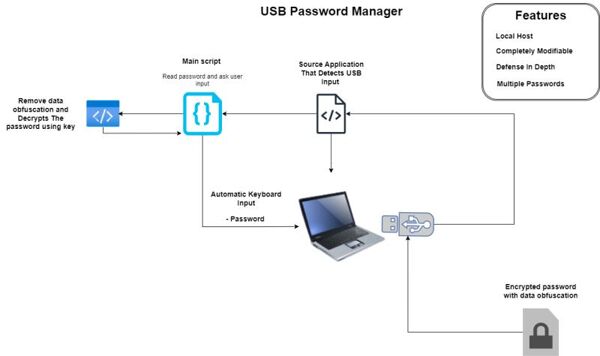 USB Password Manager
Features
Local Host
Completely Modifiable
Defense in Depth
Multiple Passwords
Main script
Read password and ask user
input
Source Application
That Detects USB
Input
Remove data
obfuscation and
Decrypts The
password using key
Automatic Keyboard
Input
- Password
Encrypted password
with data obfuscation